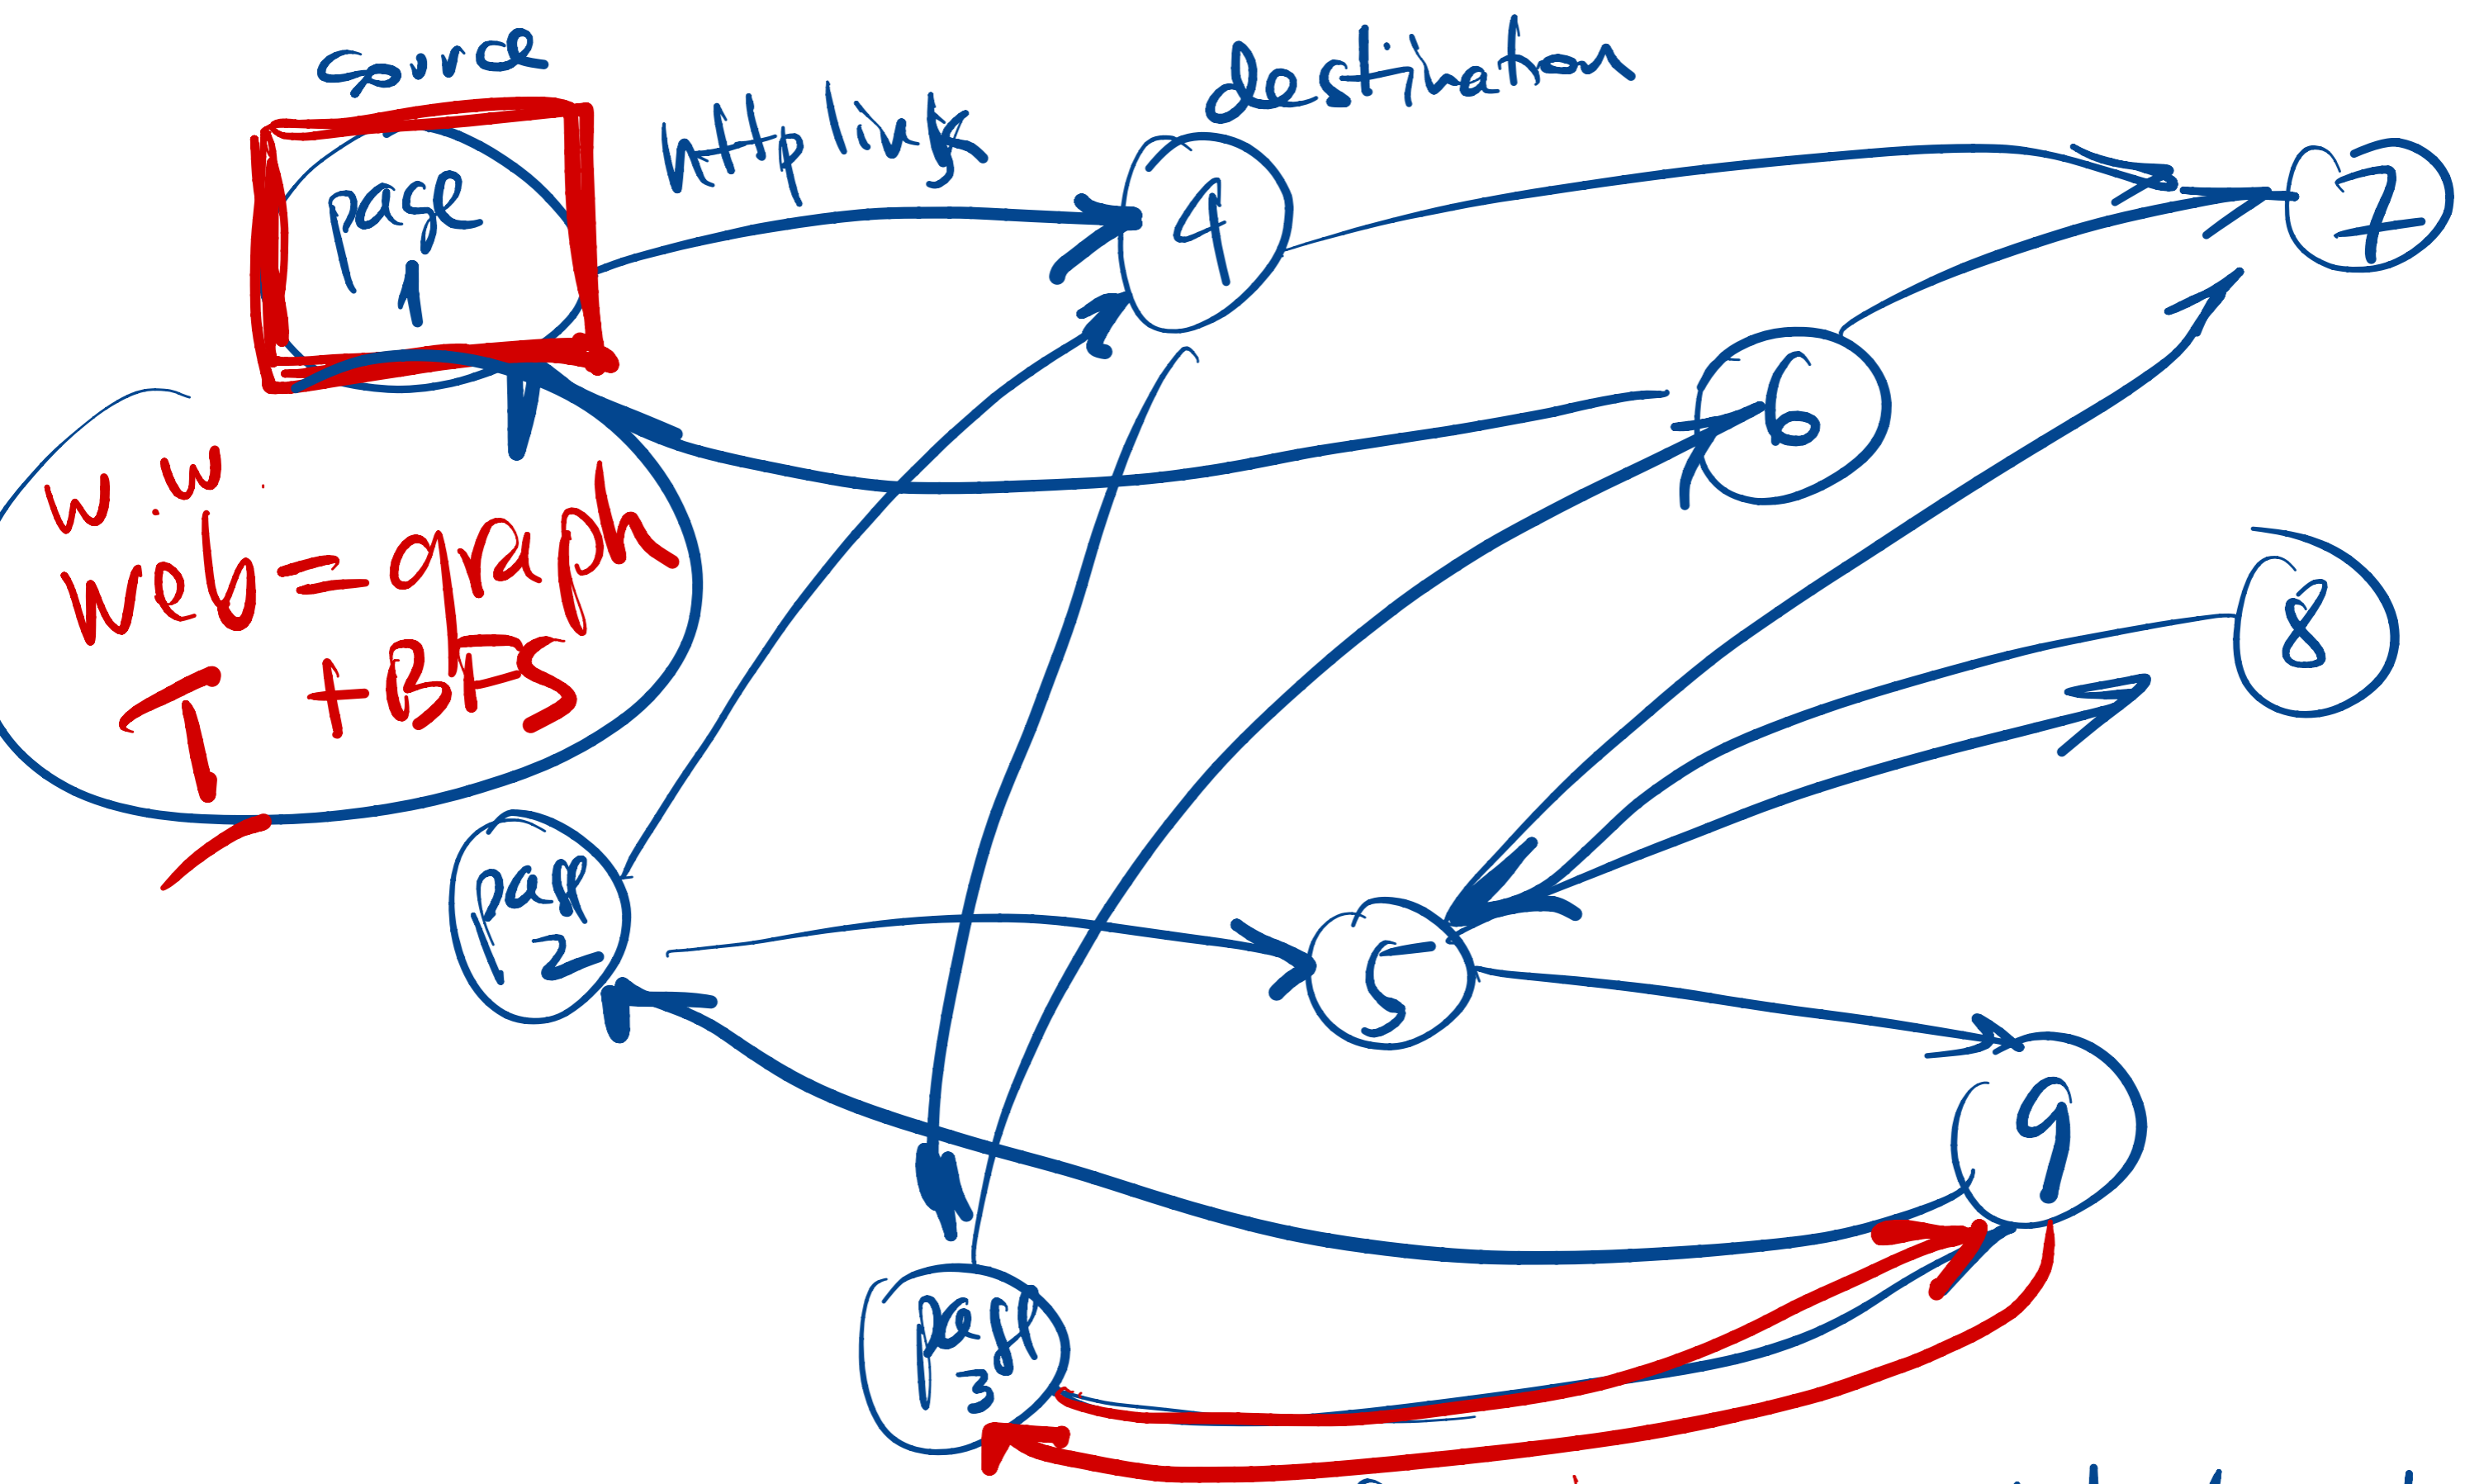 source
http links
destination
page
1
4
7
6
w.w.
web = graph
+ BFS
T
8
page
2
5
9
page
3